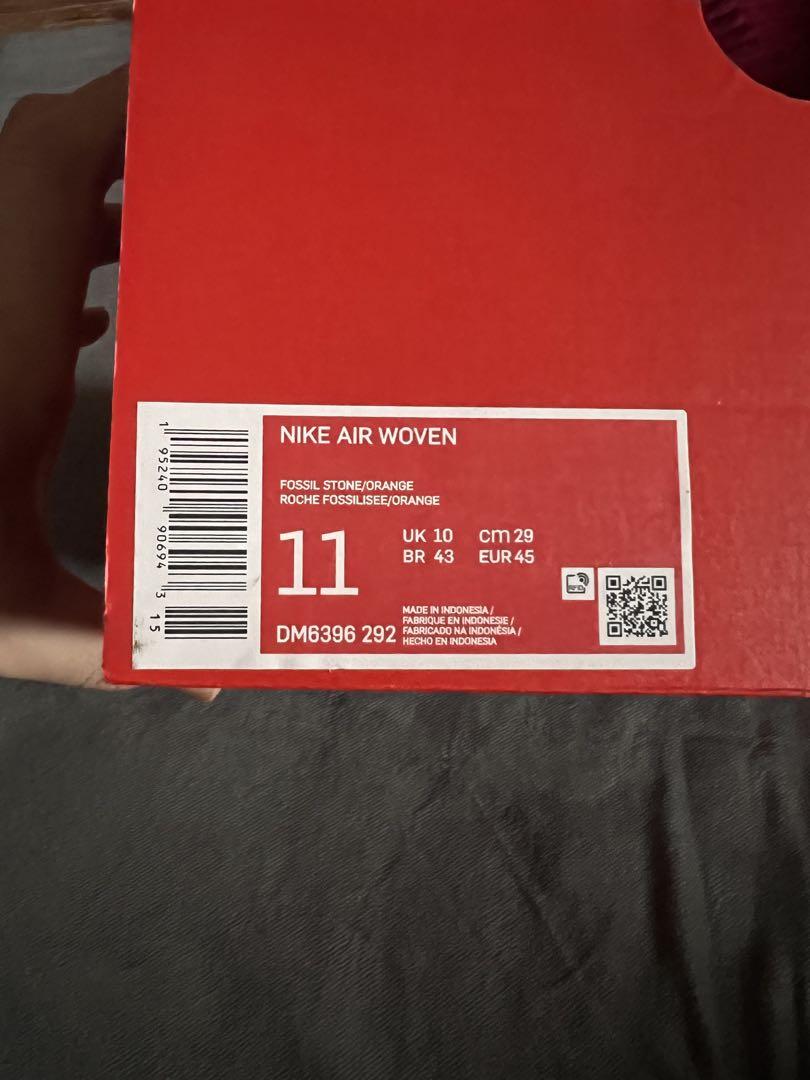 1 95240 90694 3 15
NIKE AIR WOVEN
FOSSIL STONE/ORANGE
ROCHE FOSSILISEE/ORANGE
11
UK 10 cm 29
BR 43 EUR 45
DM6396 292
MADE IN INDONESIA /
FABRIQUE EN INDONESIE /
FABRICADO NA INDONÉSIA /
HECHO EN INDONESIA
RFID